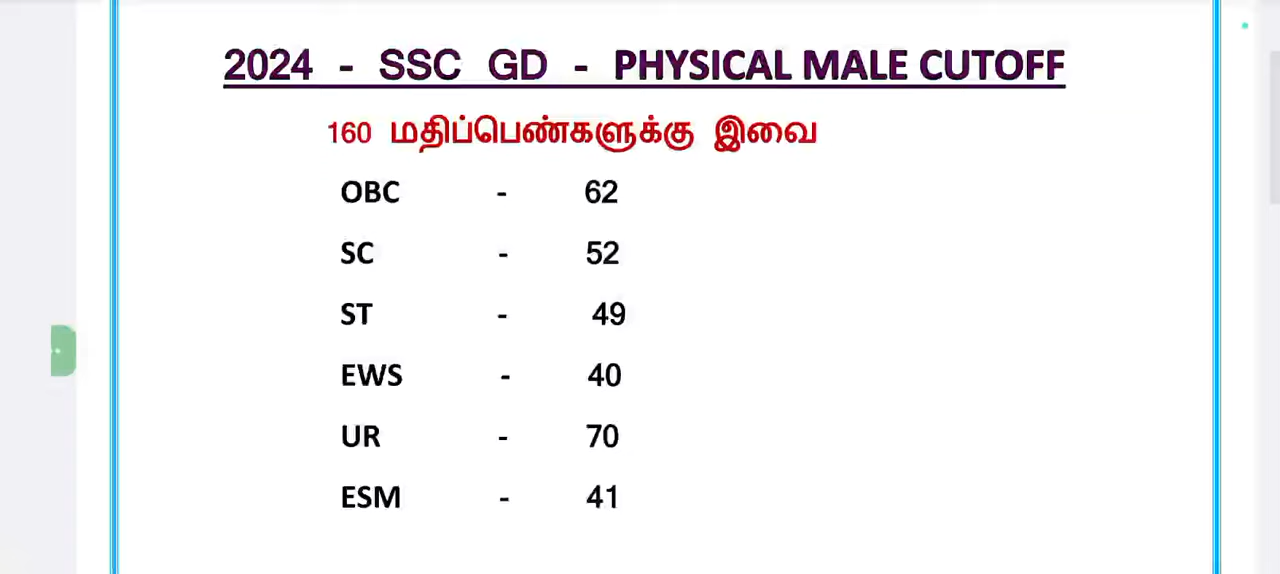 2024 - SSC GD - PHYSICAL MALE CUTOFF
160 மதிப்பெண்களுக்கு இவை
OBC - 62
SC - 52
ST - 49
EWS - 40
UR - 70
ESM - 41